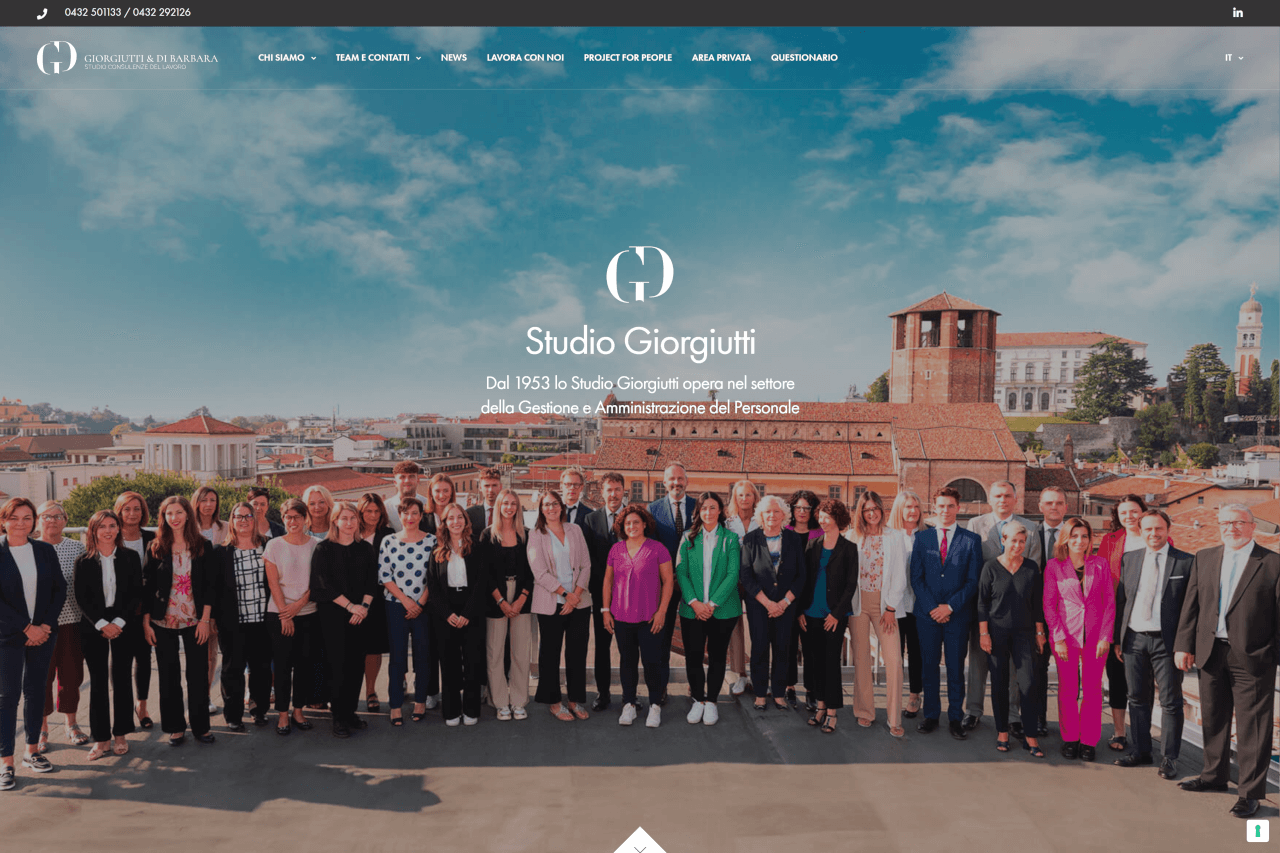 0432 501133 / 0432 292126
GIORGIUTTI & DI BARBARA
STUDIO CONSULENZE DEL LAVORO
CHI SIAMO
TEAM E CONTATTI
NEWS
LAVORA CON NOI
PROJECT FOR PEOPLE
AREA PRIVATA
QUESTIONARIO
IT
Studio Giorgiutti
Dal 1953 lo Studio Giorgiutti opera nel settore
della Gestione e Amministrazione del Personale